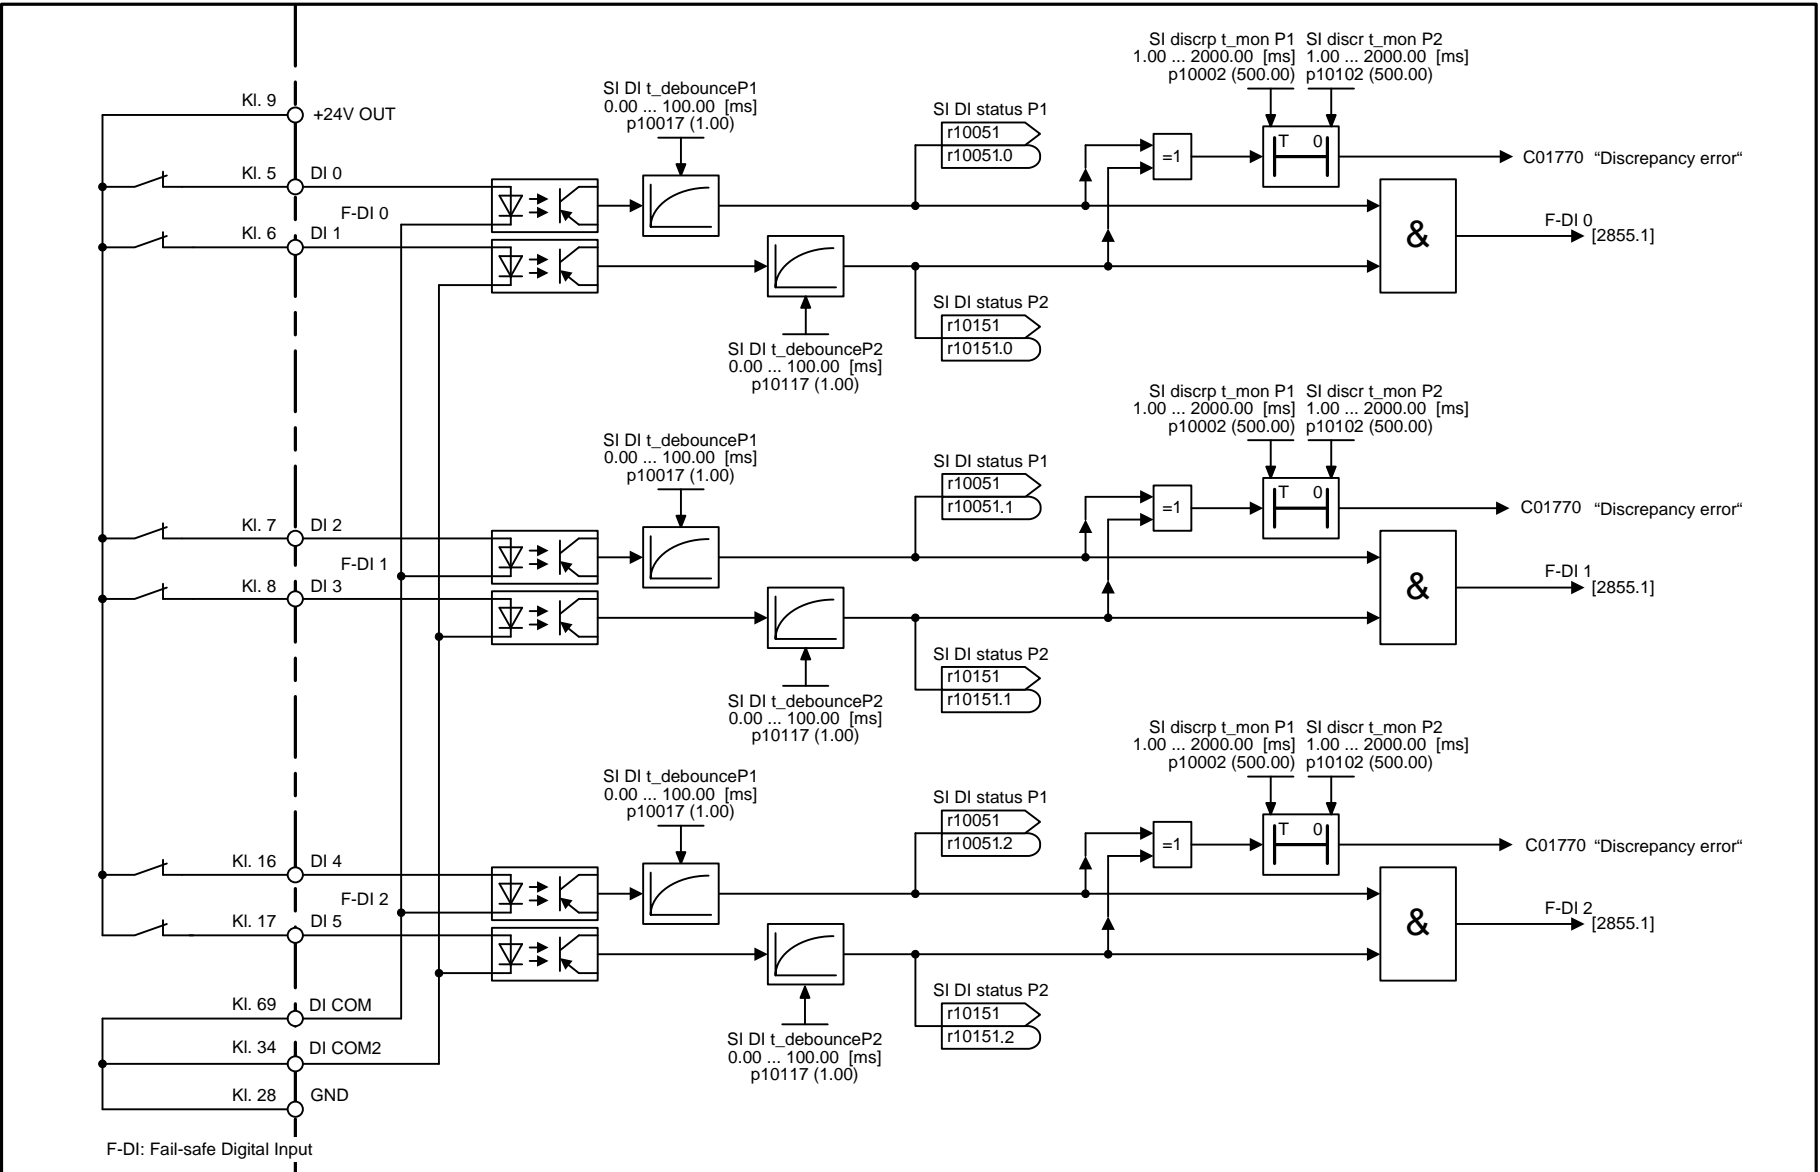 SI discrp t_mon P1
1.00 ... 2000.00 [ms]
p10002 (500.00)
SI discr t_mon P2
1.00 ... 2000.00 [ms]
p10102 (500.00)
SI DI t_debounceP1
0.00 ... 100.00 [ms]
p10017 (1.00)
Kl. 9
+24V OUT
SI DI status P1
r10051
r10051.0
=1
T 0
C01770 "Discrepancy error"
Kl. 5
DI 0
F-DI 0
Kl. 6
DI 1
&
F-DI 0
[2855.1]
SI DI status P2
r10151
r10151.0
SI DI t_debounceP2
0.00 ... 100.00 [ms]
p10117 (1.00)
SI discrp t_mon P1
1.00 ... 2000.00 [ms]
p10002 (500.00)
SI discr t_mon P2
1.00 ... 2000.00 [ms]
p10102 (500.00)
SI DI t_debounceP1
0.00 ... 100.00 [ms]
p10017 (1.00)
SI DI status P1
r10051
r10051.1
=1
T 0
C01770 "Discrepancy error"
Kl. 7
DI 2
F-DI 1
Kl. 8
DI 3
&
F-DI 1
[2855.1]
SI DI status P2
r10151
r10151.1
SI DI t_debounceP2
0.00 ... 100.00 [ms]
p10117 (1.00)
SI discrp t_mon P1
1.00 ... 2000.00 [ms]
p10002 (500.00)
SI discr t_mon P2
1.00 ... 2000.00 [ms]
p10102 (500.00)
SI DI t_debounceP1
0.00 ... 100.00 [ms]
p10017 (1.00)
SI DI status P1
r10051
r10051.2
=1
T 0
C01770 "Discrepancy error"
Kl. 16
DI 4
F-DI 2
Kl. 17
DI 5
&
F-DI 2
[2855.1]
SI DI status P2
r10151
r10151.2
SI DI t_debounceP2
0.00 ... 100.00 [ms]
p10117 (1.00)
Kl. 69
DI COM
Kl. 34
DI COM2
Kl. 28
GND
F-DI: Fail-safe Digital Input